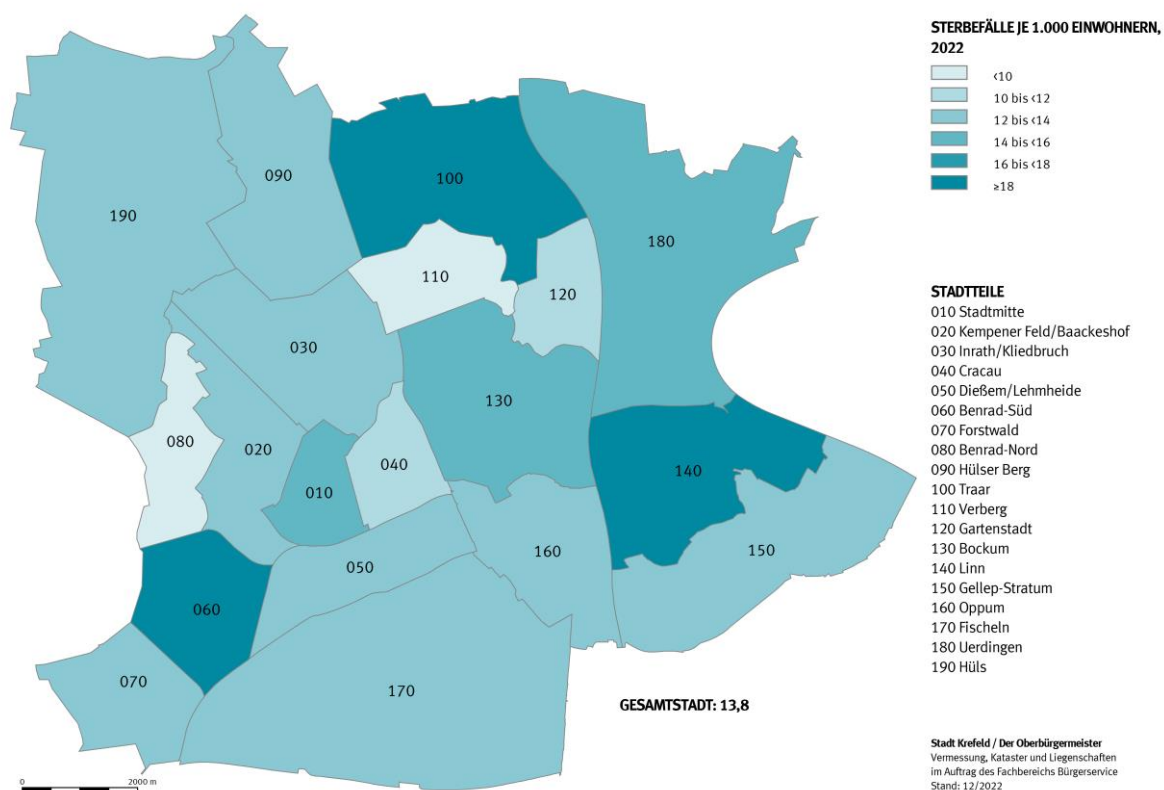 STERBEFÄLLE JE 1.000 EINWOHNERN,
2022
<10
10 bis <12
12 bis <14
14 bis <16
16 bis <18
≥18
190
090
100
180
110
120
030
130
080
020
040
010
140
050
160
150
060
070
170
GESAMTSTADT: 13,8
STADTTEILE
010 Stadtmitte
020 Kempener Feld/Baackeshof
030 Inrath/Kliedbruch
040 Cracau
050 Dießem/Lehmheide
060 Benrad-Süd
070 Forstwald
080 Benrad-Nord
090 Hülser Berg
100 Traar
110 Verberg
120 Gartenstadt
130 Bockum
140 Linn
150 Gellep-Stratum
160 Oppum
170 Fischeln
180 Uerdingen
190 Hüls
0 2000 m
Stadt Krefeld / Der Oberbürgermeister
Vermessung, Kataster und Liegenschaften
im Auftrag des Fachbereichs Bürgerservice
Stand: 12/2022